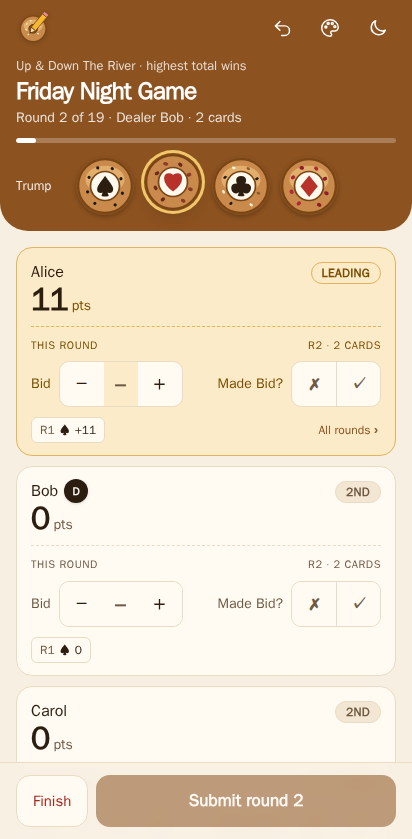 Up & Down The River · highest total wins
Friday Night Game
Round 2 of 19 · Dealer Bob · 2 cards
Trump
Alice
LEADING
11 pts
THIS ROUND R2 · 2 CARDS
Bid − – + Made Bid? ✗ ✓
R1 ♠ +11 All rounds ›
Bob D 2ND
0 pts
THIS ROUND R2 · 2 CARDS
Bid − – + Made Bid? ✗ ✓
R1 ♠ 0
Carol 2ND
0 pts
Finish Submit round 2